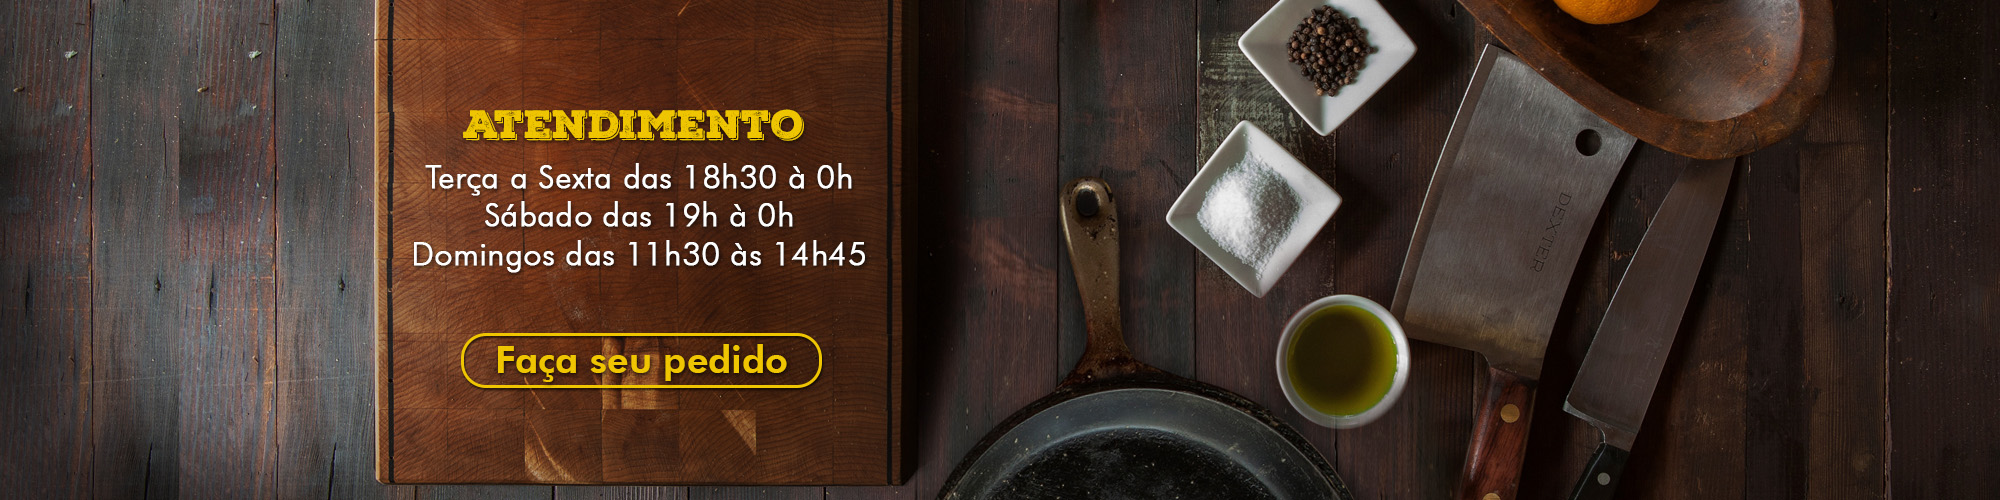 ATENDIMENTO
Terça a Sexta das 18h30 à 0h
Sábado das 19h à 0h
Domingos das 11h30 às 14h45
Faça seu pedido
DEXTER